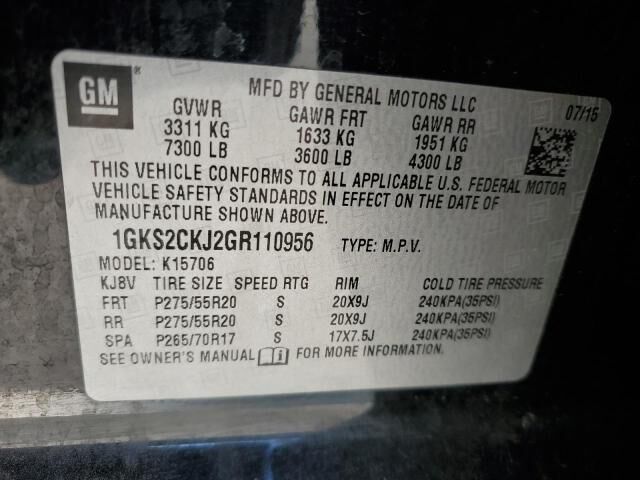 GM ®
MFD BY GENERAL MOTORS LLC
07/15
GVWR GAWR FRT GAWR RR
3311 KG 1633 KG 1951 KG
7300 LB 3600 LB 4300 LB
THIS VEHICLE CONFORMS TO ALL APPLICABLE U.S. FEDERAL MOTOR
VEHICLE SAFETY STANDARDS IN EFFECT ON THE DATE OF
MANUFACTURE SHOWN ABOVE.
1GKS2CKJ2GR110956 TYPE: M.P.V.
MODEL: K15706
KJ8V TIRE SIZE SPEED RTG RIM COLD TIRE PRESSURE
FRT P275/55R20 S 20X9J 240KPA(35PSI)
RR P275/55R20 S 20X9J 240KPA(35PSI)
SPA P265/70R17 S 17X7.5J 240KPA(35PSI)
SEE OWNER'S MANUAL i FOR MORE INFORMATION.